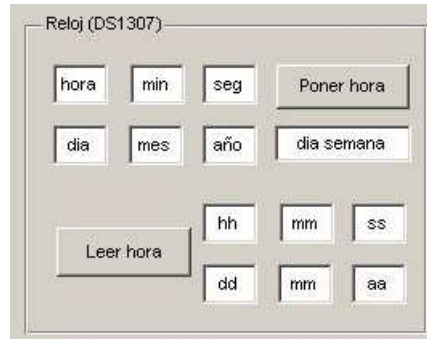 Reloj (DS1307)
hora min seg Poner hora
dia mes año dia semana
hh mm ss
Leer hora
dd mm aa